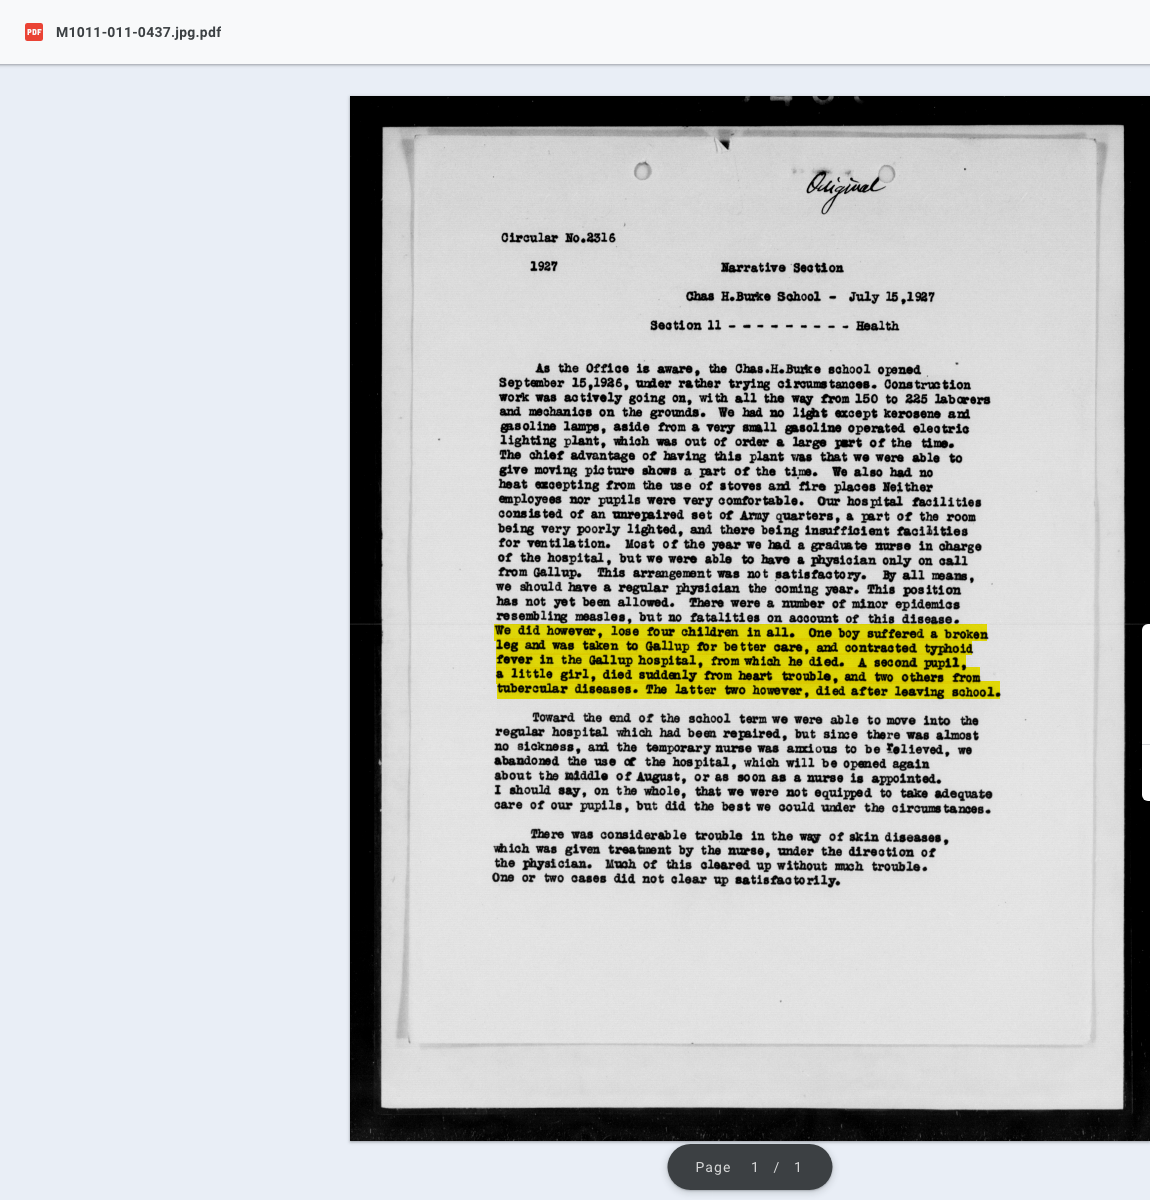 PDF M1011-011-0437.jpg.pdf
Original
Circular No.2316
1927
Narrative Section
Chas H.Burke School - July 15,1927
Section 11 - - - - - - - - - Health
As the Office is aware, the Chas.H.Burke school opened
September 15,1926, under rather trying circumstances. Construction
work was actively going on, with all the way from 150 to 225 laborers
and mechanics on the grounds. We had no light except kerosene and
gasoline lamps, aside from a very small gasoline operated electric
lighting plant, which was out of order a large part of the time.
The chief advantage of having this plant was that we were able to
give moving picture shows a part of the time. We also had no
heat excepting from the use of stoves and fire places Neither
employees nor pupils were very comfortable. Our hospital facilities
consisted of an unrepaired set of Army quarters, a part of the room
being very poorly lighted, and there being insufficient facilities
for ventilation. Most of the year we had a graduate nurse in charge
of the hospital, but we were able to have a physician only on call
from Gallup. This arrangement was not satisfactory. By all means,
we should have a regular physician the coming year. This position
has not yet been allowed. There were a number of minor epidemics
resembling measles, but no fatalities on account of this disease.
We did however, lose four children in all. One boy suffered a broken
leg and was taken to Gallup for better care, and contracted typhoid
fever in the Gallup hospital, from which he died. A second pupil,
a little girl, died suddenly from heart trouble, and two others from
tubercular diseases. The latter two however, died after leaving school.
Toward the end of the school term we were able to move into the
regular hospital which had been repaired, but since there was almost
no sickness, and the temporary nurse was anxious to be relieved, we
abandoned the use of the hospital, which will be opened again
about the middle of August, or as soon as a nurse is appointed.
I should say, on the whole, that we were not equipped to take adequate
care of our pupils, but did the best we could under the circumstances.
There was considerable trouble in the way of skin diseases,
which was given treatment by the nurse, under the direction of
the physician. Much of this cleared up without much trouble.
One or two cases did not clear up satisfactorily.
Page 1 / 1